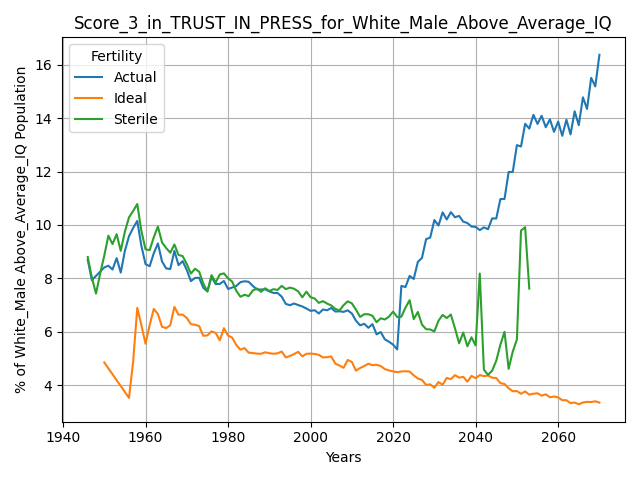 Score_3_in_TRUST_IN_PRESS_for_White_Male_Above_Average_IQ
% of White_Male Above_Average_IQ Population
16
14
12
10
8
6
4
Fertility
Actual
Ideal
Sterile
1940 1960 1980 2000 2020 2040 2060
Years